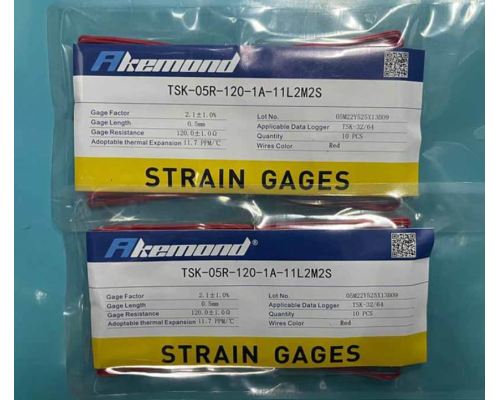 Akemond
TSK-05R-120-1A-11L2M2S
Gage Factor 2.1±1.0% Lot No. 05M22Y525X13B09
Gage Length 0.5mm Applicable Data Logger TSK-32/64
Gage Resistance 120.0±1.0Ω Quantity 10 PCS
Adoptable thermal Expansion 11.7 PPM/℃ Wires Color Red
STRAIN GAGES
Akemond®
TSK-05R-120-1A-11L2M2S
Gage Factor 2.1±1.0% Lot No. 05M22Y525X13B09
Gage Length 0.5mm Applicable Data Logger TSK-32/64
Gage Resistance 120.0±1.0Ω Quantity 10 PCS
Adoptable thermal Expansion 11.7 PPM/℃ Wires Color Red
STRAIN GAGES